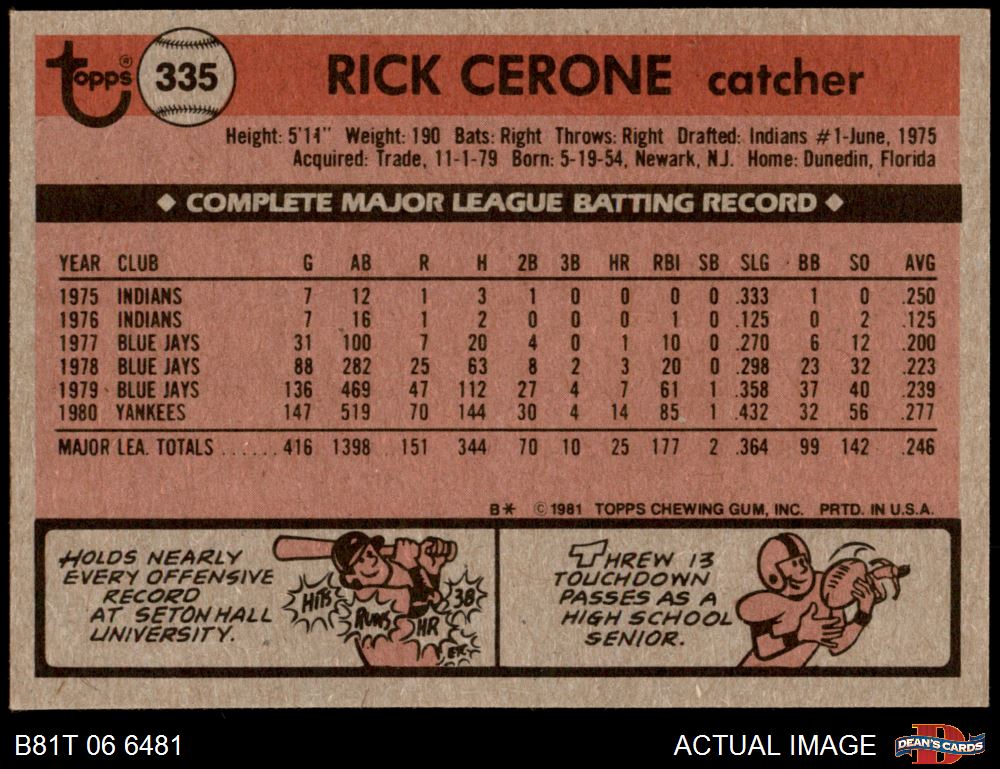 Topps® 335 RICK CERONE catcher
Height: 5'11" Weight: 190 Bats: Right Throws: Right Drafted: Indians #1-June, 1975
Acquired: Trade, 11-1-79 Born: 5-19-54, Newark, N.J. Home: Dunedin, Florida
◆ COMPLETE MAJOR LEAGUE BATTING RECORD ◆
YEAR CLUB G AB R H 2B 3B HR RBI SB SLG BB SO AVG
1975 INDIANS 7 12 1 3 1 0 0 0 0 .333 1 0 .250
1976 INDIANS 7 16 1 2 0 0 0 1 0 .125 0 2 .125
1977 BLUE JAYS 31 100 7 20 4 0 1 10 0 .270 6 12 .200
1978 BLUE JAYS 88 282 25 63 8 2 3 20 0 .298 23 32 .223
1979 BLUE JAYS 136 469 47 112 27 4 7 61 1 .358 37 40 .239
1980 YANKEES 147 519 70 144 30 4 14 85 1 .432 32 56 .277
MAJOR LEA. TOTALS ...... 416 1398 151 344 70 10 25 177 2 .364 99 142 .246
B* © 1981 TOPPS CHEWING GUM, INC. PRTD. IN U.S.A.
HOLDS NEARLY
EVERY OFFENSIVE
RECORD
AT SETON HALL
UNIVERSITY.
HITS
RUNS
HR
3B
ETC.
THREW 13
TOUCHDOWN
PASSES AS A
HIGH SCHOOL
SENIOR.
B81T 06 6481
ACTUAL IMAGE
D
DEAN'S CARDS